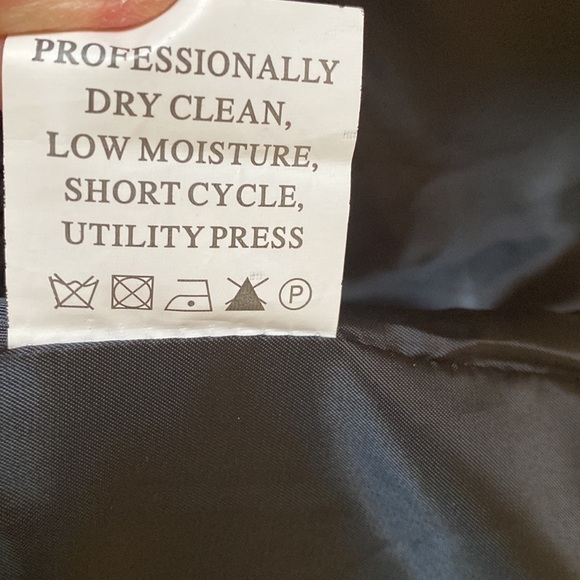 PROFESSIONALLY
DRY CLEAN,
LOW MOISTURE,
SHORT CYCLE,
UTILITY PRESS
P